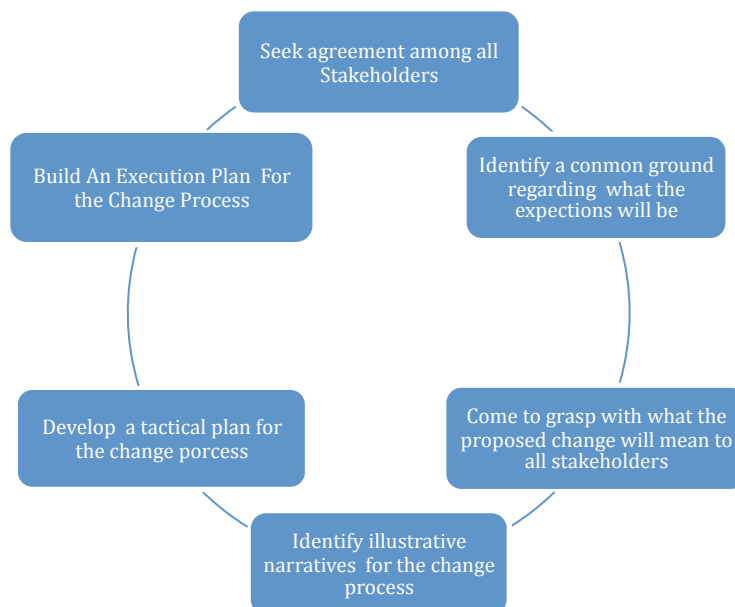 Seek agreement among all
Stakeholders
Identify a conmon ground
regarding what the
expections will be
Come to grasp with what the
proposed change will mean to
all stakeholders
Identify illustrative
narratives for the change
process
Develop a tactical plan for
the change porcess
Build An Execution Plan For
the Change Process